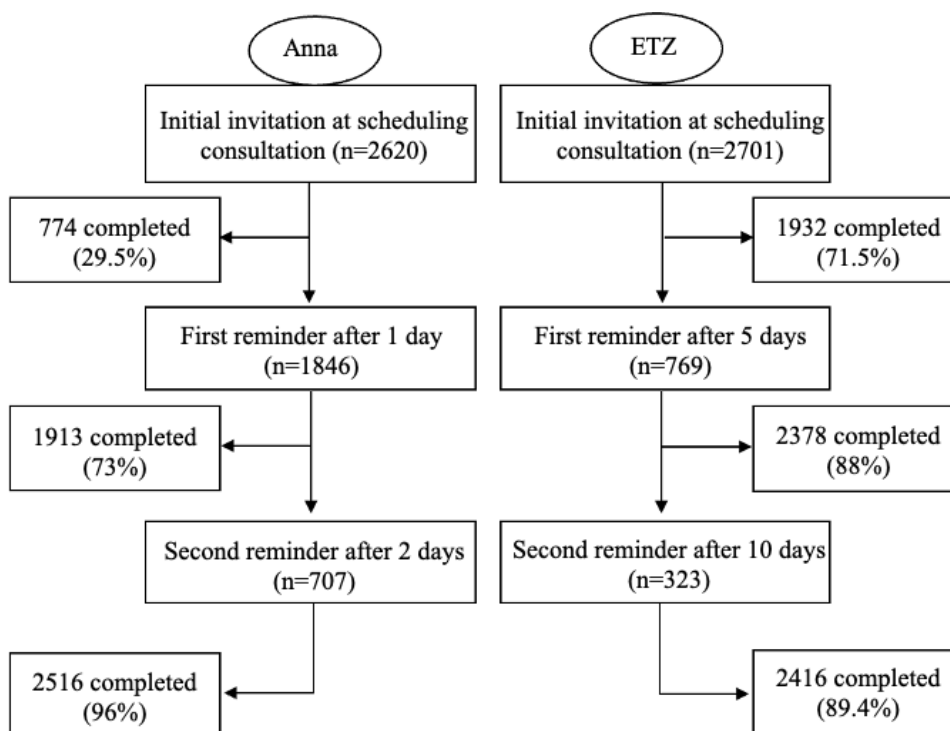 Anna
ETZ
Initial invitation at scheduling
consultation (n=2620)
Initial invitation at scheduling
consultation (n=2701)
774 completed
(29.5%)
1932 completed
(71.5%)
First reminder after 1 day
(n=1846)
First reminder after 5 days
(n=769)
1913 completed
(73%)
2378 completed
(88%)
Second reminder after 2 days
(n=707)
Second reminder after 10 days
(n=323)
2516 completed
(96%)
2416 completed
(89.4%)